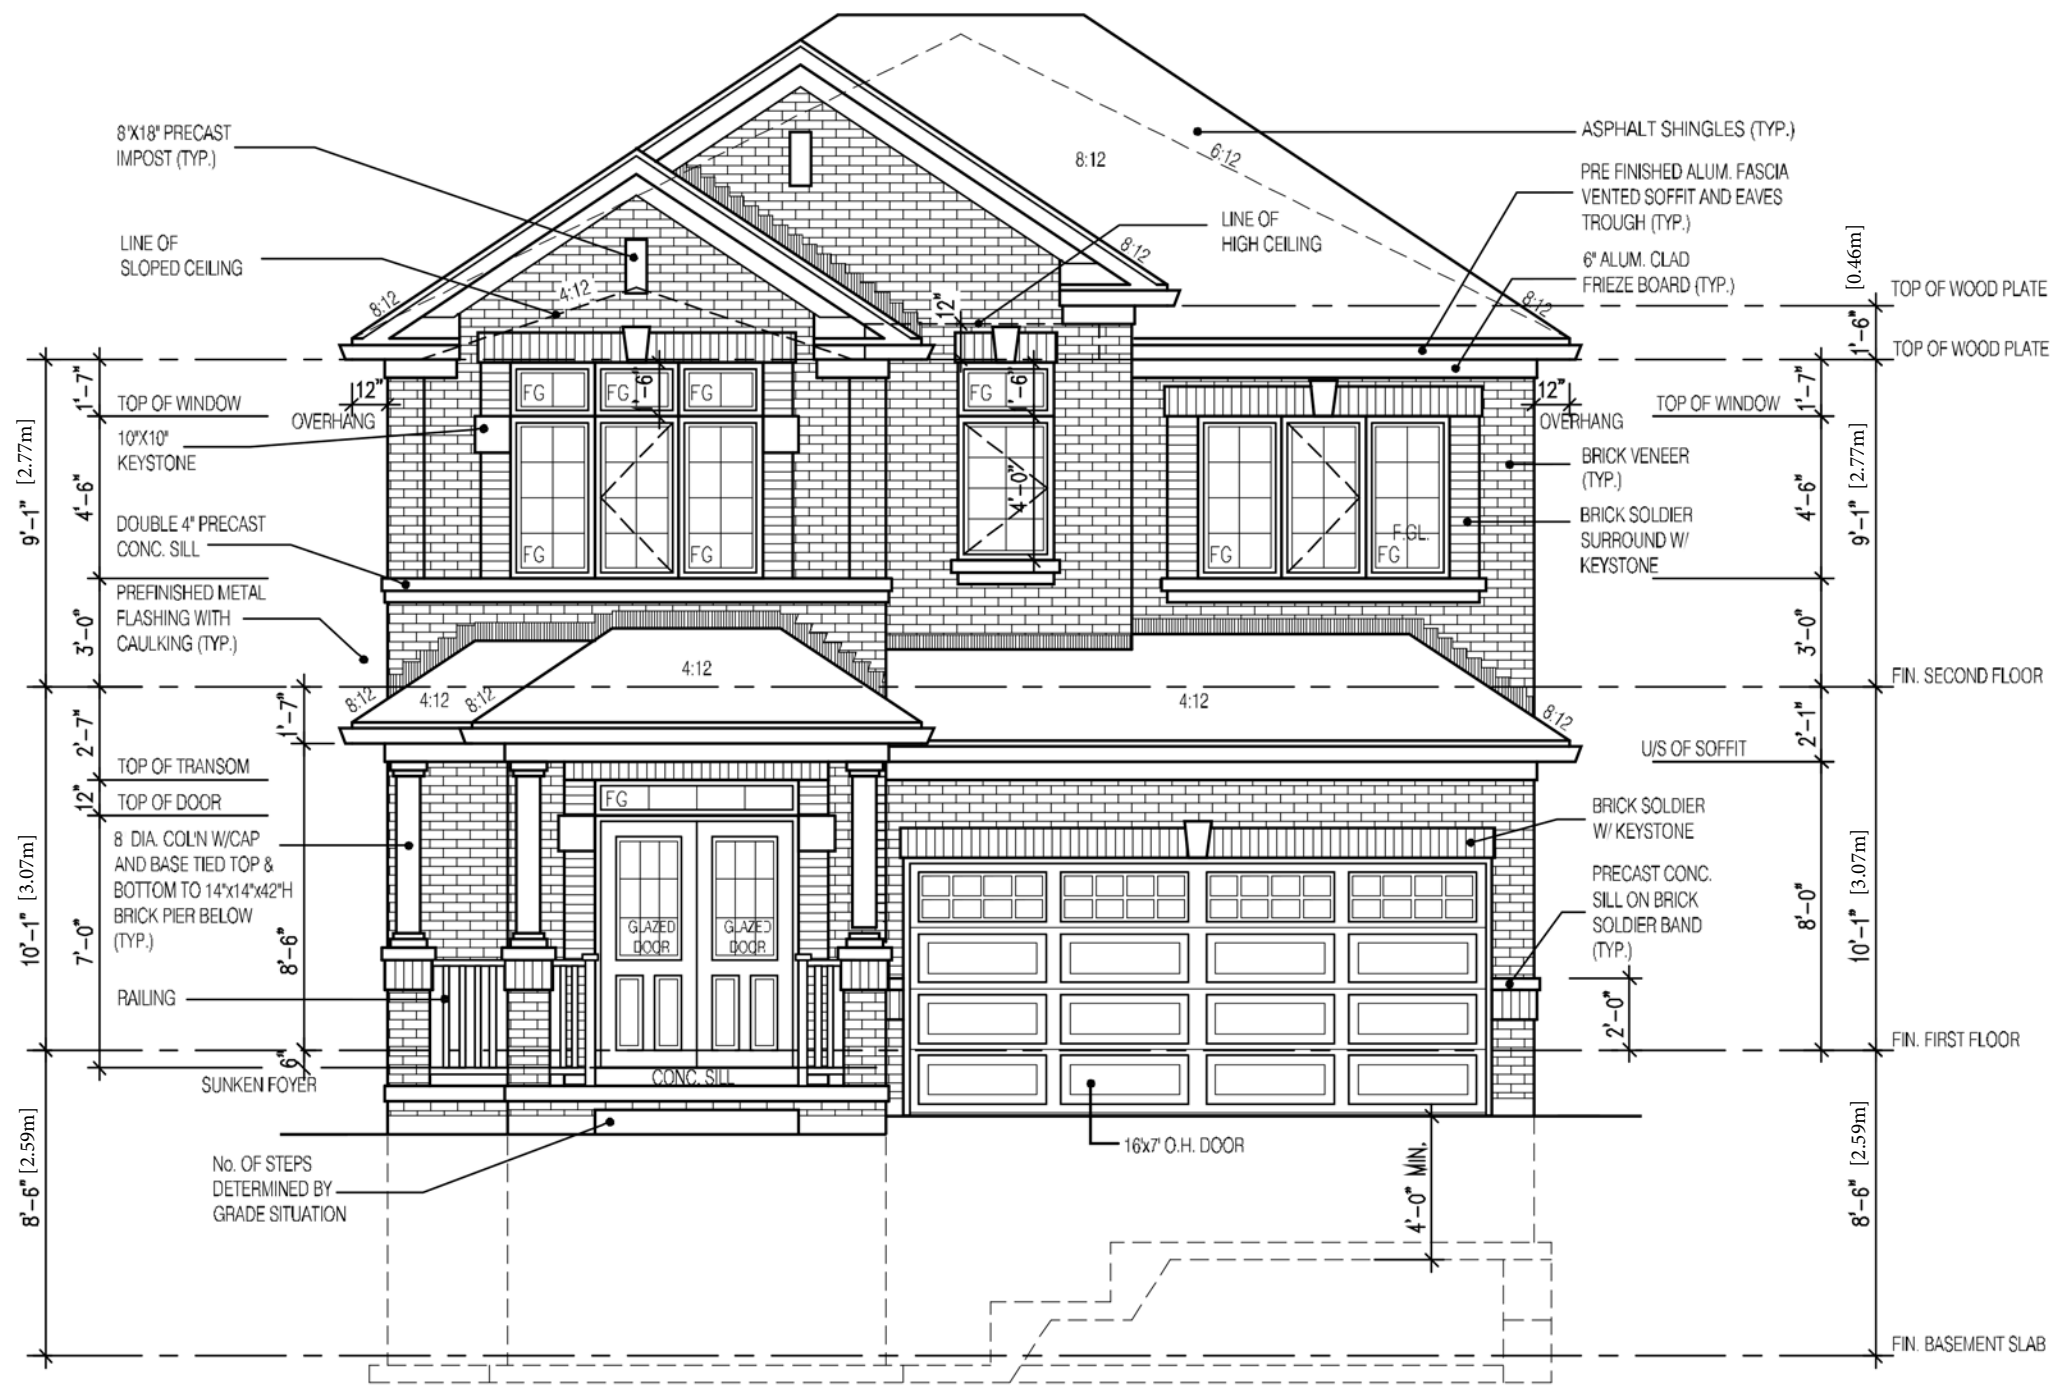 8'X18" PRECAST
IMPOST (TYP.)
LINE OF
SLOPED CEILING
8:12
4:12
12"
OVERHANG
1'-7"
TOP OF WINDOW
10"X10"
KEYSTONE
9'-1" [2.77m]
4'-6"
DOUBLE 4" PRECAST
CONC. SILL
PREFINISHED METAL
FLASHING WITH
CAULKING (TYP.)
3'-0"
8:12
4:12
8:12
4:12
4:12
8:12
2'-7"
1'-7"
TOP OF TRANSOM
12"
TOP OF DOOR
8 DIA. COL'N W/CAP
AND BASE TIED TOP &
BOTTOM TO 14"x14"x42"H
BRICK PIER BELOW
(TYP.)
10'-1" [3.07m]
7'-0"
8'-6"
RAILING
6"
SUNKEN FOYER
8'-6" [2.59m]
No. OF STEPS
DETERMINED BY
GRADE SITUATION
8:12
6:12
8:12
8:12
LINE OF
HIGH CEILING
12"
FG
FG
FG
FG
FG
FG
FG
FG
F.GL.
4'-0"
FG
GLAZED
DOOR
GLAZED
DOOR
CONC. SILL
16'x7' O.H. DOOR
4'-0" MIN.
ASPHALT SHINGLES (TYP.)
PRE FINISHED ALUM. FASCIA
VENTED SOFFIT AND EAVES
TROUGH (TYP.)
6" ALUM. CLAD
FRIEZE BOARD (TYP.)
[0.46m]
1'-6"
TOP OF WOOD PLATE
TOP OF WOOD PLATE
12"
OVERHANG
TOP OF WINDOW
1'-7"
BRICK VENEER
(TYP.)
BRICK SOLDIER
SURROUND W/
KEYSTONE
4'-6"
9'-1" [2.77m]
3'-0"
FIN. SECOND FLOOR
2'-1"
U/S OF SOFFIT
BRICK SOLDIER
W/ KEYSTONE
PRECAST CONC.
SILL ON BRICK
SOLDIER BAND
(TYP.)
8'-0"
10'-1" [3.07m]
2'-0"
FIN. FIRST FLOOR
8'-6" [2.59m]
FIN. BASEMENT SLAB